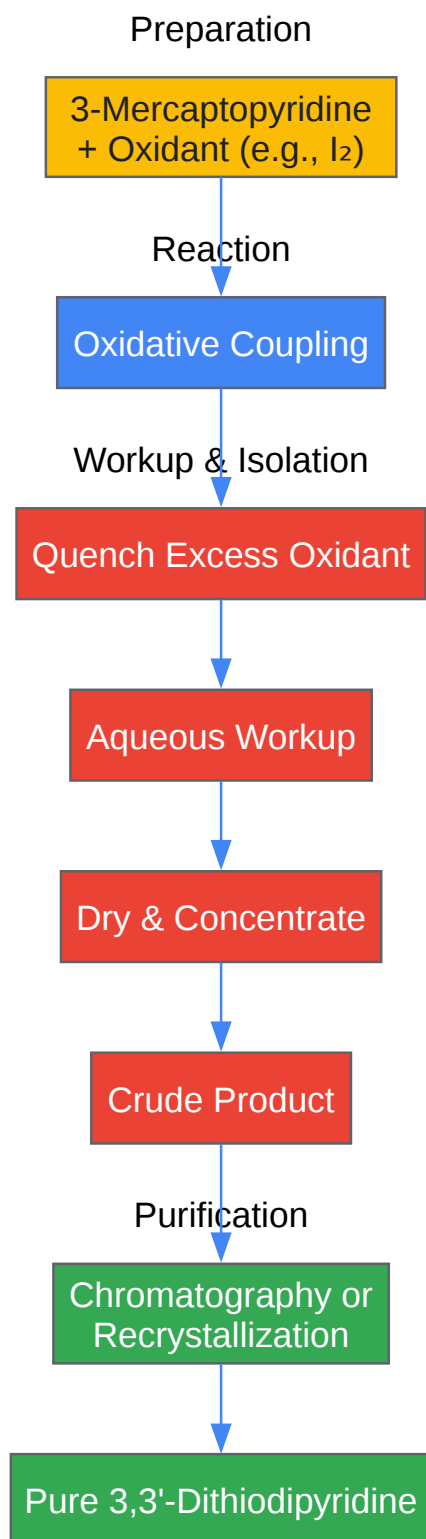 Preparation
3-Mercaptopyridine
+ Oxidant (e.g., I₂)
Reaction
Oxidative Coupling
Workup & Isolation
Quench Excess Oxidant
Aqueous Workup
Dry & Concentrate
Crude Product
Purification
Chromatography or
Recrystallization
Pure 3,3'-Dithiodipyridine